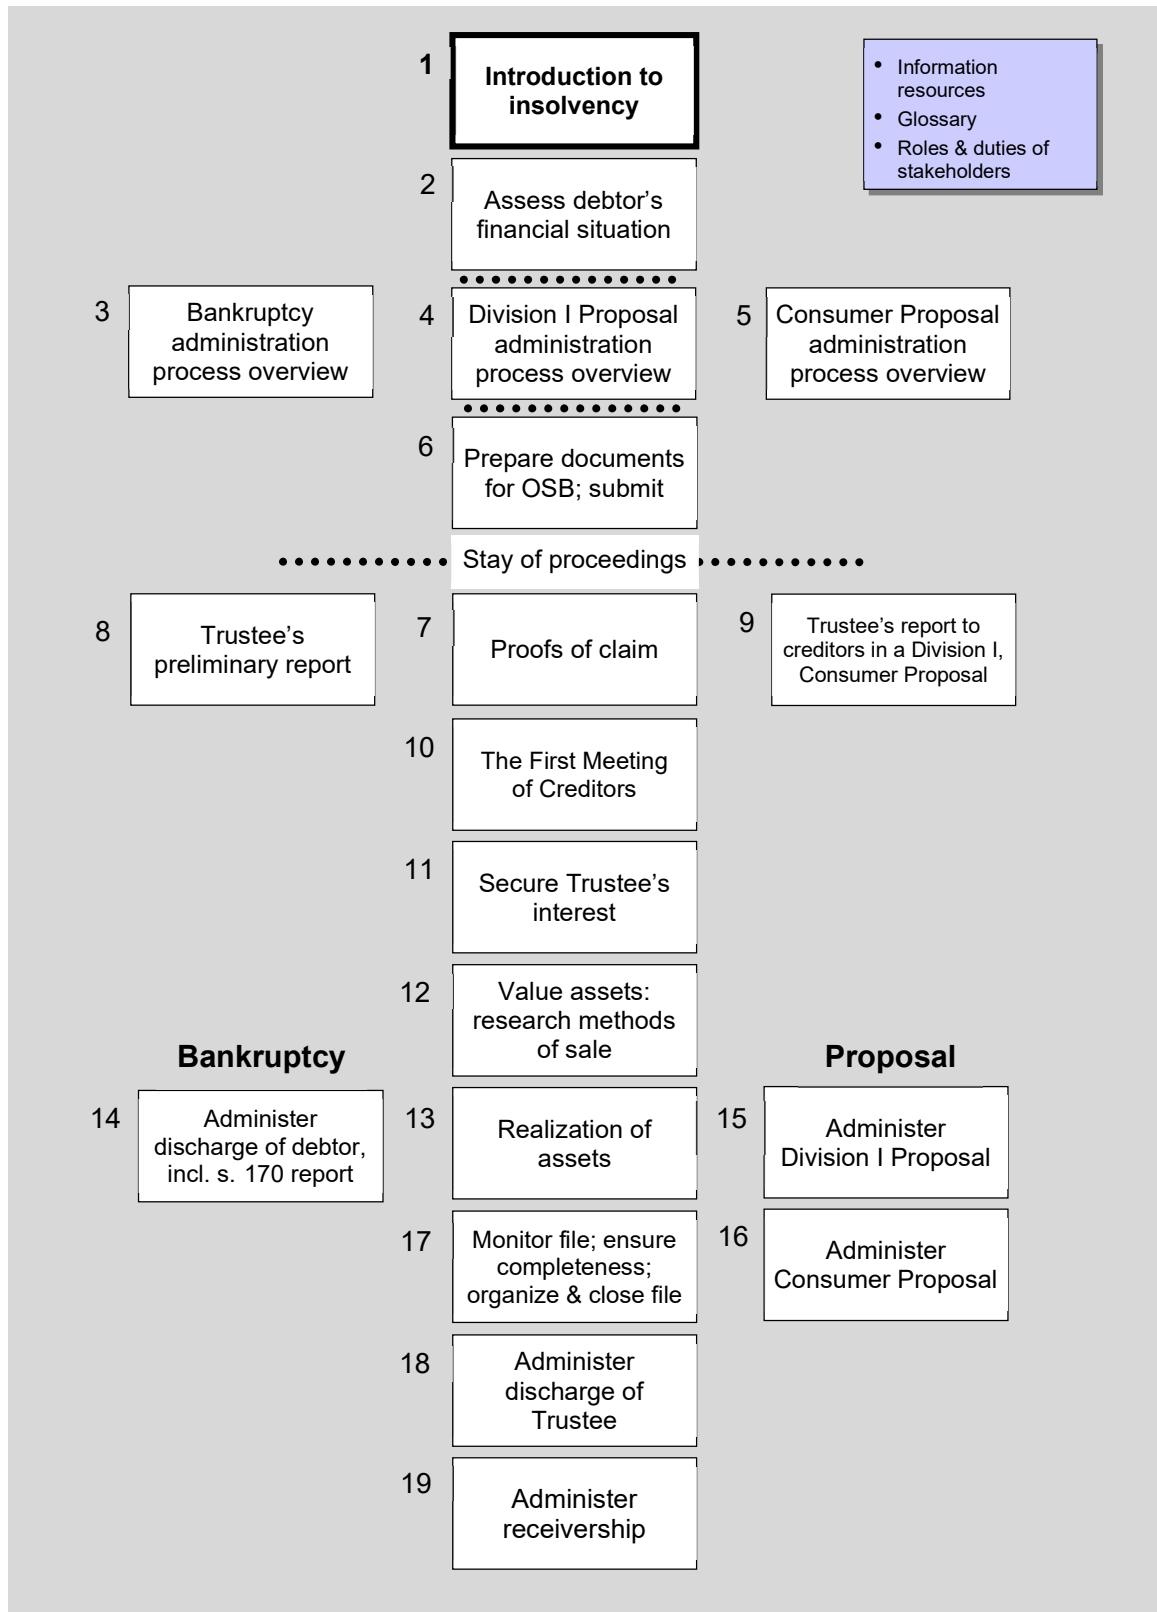 1
Introduction to
insolvency
• Information
resources
• Glossary
• Roles & duties of
stakeholders
2
Assess debtor’s
financial situation
3
Bankruptcy
administration
process overview
4
Division I Proposal
administration
process overview
5
Consumer Proposal
administration
process overview
6
Prepare documents
for OSB; submit
Stay of proceedings
8
Trustee’s
preliminary report
7
Proofs of claim
9
Trustee’s report to
creditors in a Division I,
Consumer Proposal
10
The First Meeting
of Creditors
11
Secure Trustee’s
interest
12
Value assets:
research methods
of sale
Bankruptcy
Proposal
14
Administer
discharge of debtor,
incl. s. 170 report
13
Realization of
assets
15
Administer
Division I Proposal
17
Monitor file; ensure
completeness;
organize & close file
16
Administer
Consumer Proposal
18
Administer
discharge of
Trustee
19
Administer
receivership